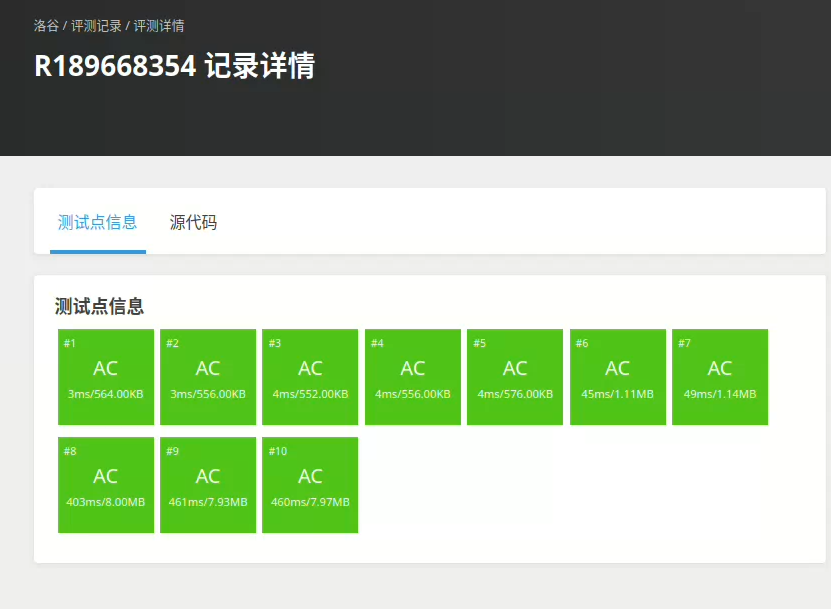 洛谷 / 评测记录 / 评测详情
R189668354 记录详情
测试点信息 源代码
测试点信息
#1 #2 #3 #4 #5 #6 #7
AC AC AC AC AC AC AC
3ms/564.00KB 3ms/556.00KB 4ms/552.00KB 4ms/556.00KB 4ms/576.00KB 45ms/1.11MB 49ms/1.14MB
#8 #9 #10
AC AC AC
403ms/8.00MB 461ms/7.93MB 460ms/7.97MB